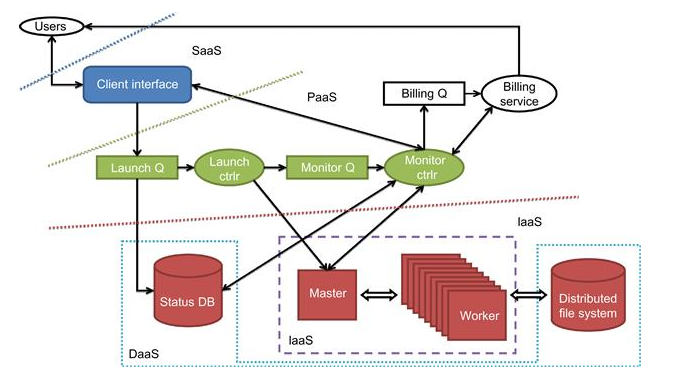 Users
SaaS
Client interface
PaaS
Billing Q
Billing
service
Launch Q
Launch
ctrlr
Monitor Q
Monitor
ctrlr
IaaS
Status DB
Master
Worker
Distributed
file system
IaaS
DaaS